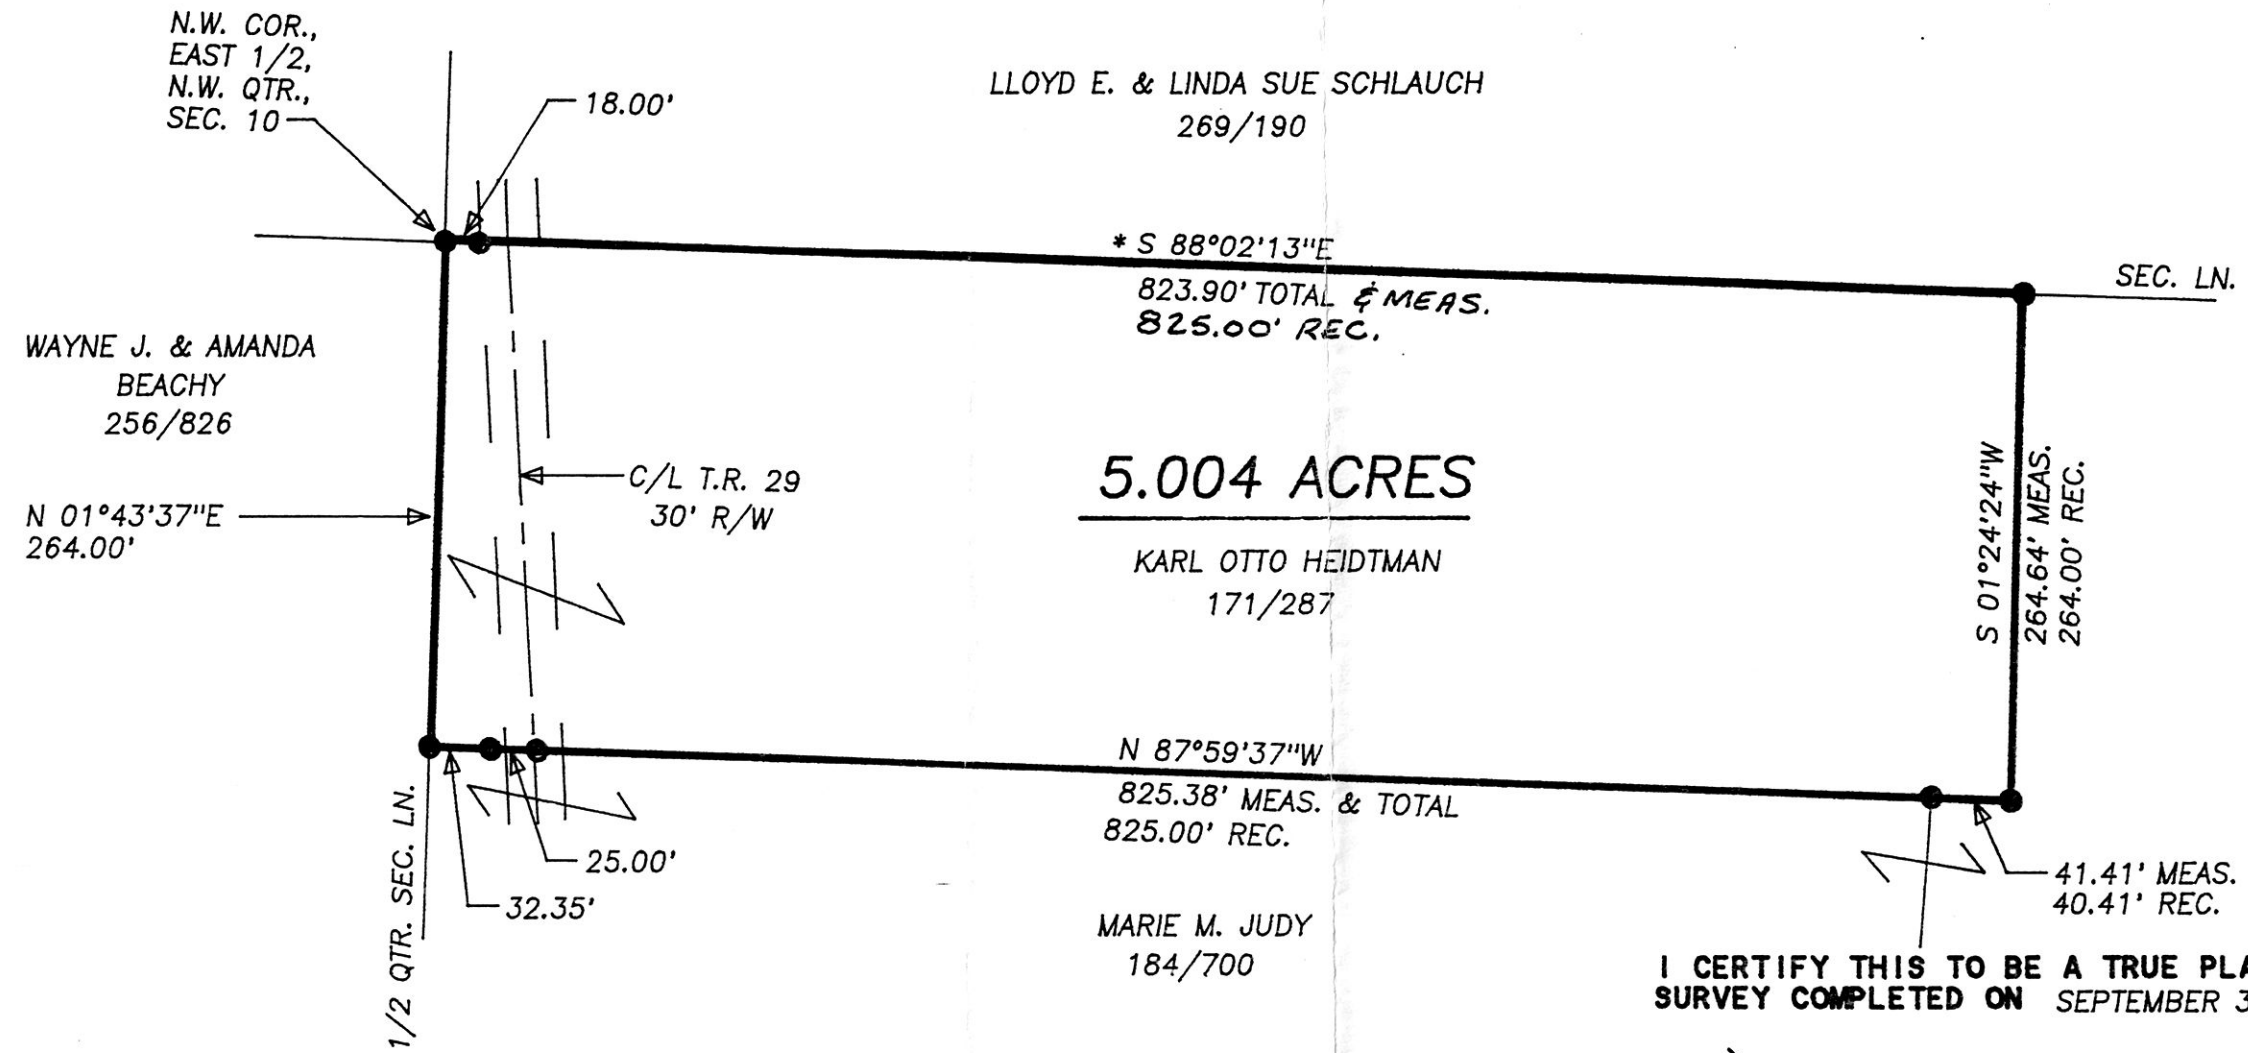 N.W. COR.,
EAST 1/2,
N.W. QTR.,
SEC. 10
18.00'
LLOYD E. & LINDA SUE SCHLAUCH
269/190
* S 88°02'13"E
823.90' TOTAL & MEAS.
825.00' REC.
SEC. LN.
WAYNE J. & AMANDA
BEACHY
256/826
N 01°43'37"E
264.00'
C/L T.R. 29
30' R/W
5.004 ACRES
KARL OTTO HEIDTMAN
171/287
S 01°24'24"W
264.64' MEAS.
264.00' REC.
N 87°59'37"W
825.38' MEAS. & TOTAL
825.00' REC.
1/2 QTR. SEC. LN.
25.00'
32.35'
41.41' MEAS.
40.41' REC.
MARIE M. JUDY
184/700
I CERTIFY THIS TO BE A TRUE PLA
SURVEY COMPLETED ON SEPTEMBER 3